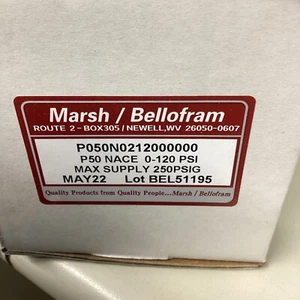 Marsh / Bellofram
ROUTE 2 - BOX305 / NEWELL,WV 26050-0607
P050N0212000000
P50 NACE 0-120 PSI
MAX SUPPLY 250PSIG
MAY22 Lot BEL51195
Quality Products from Quality People...Marsh / Bellofram